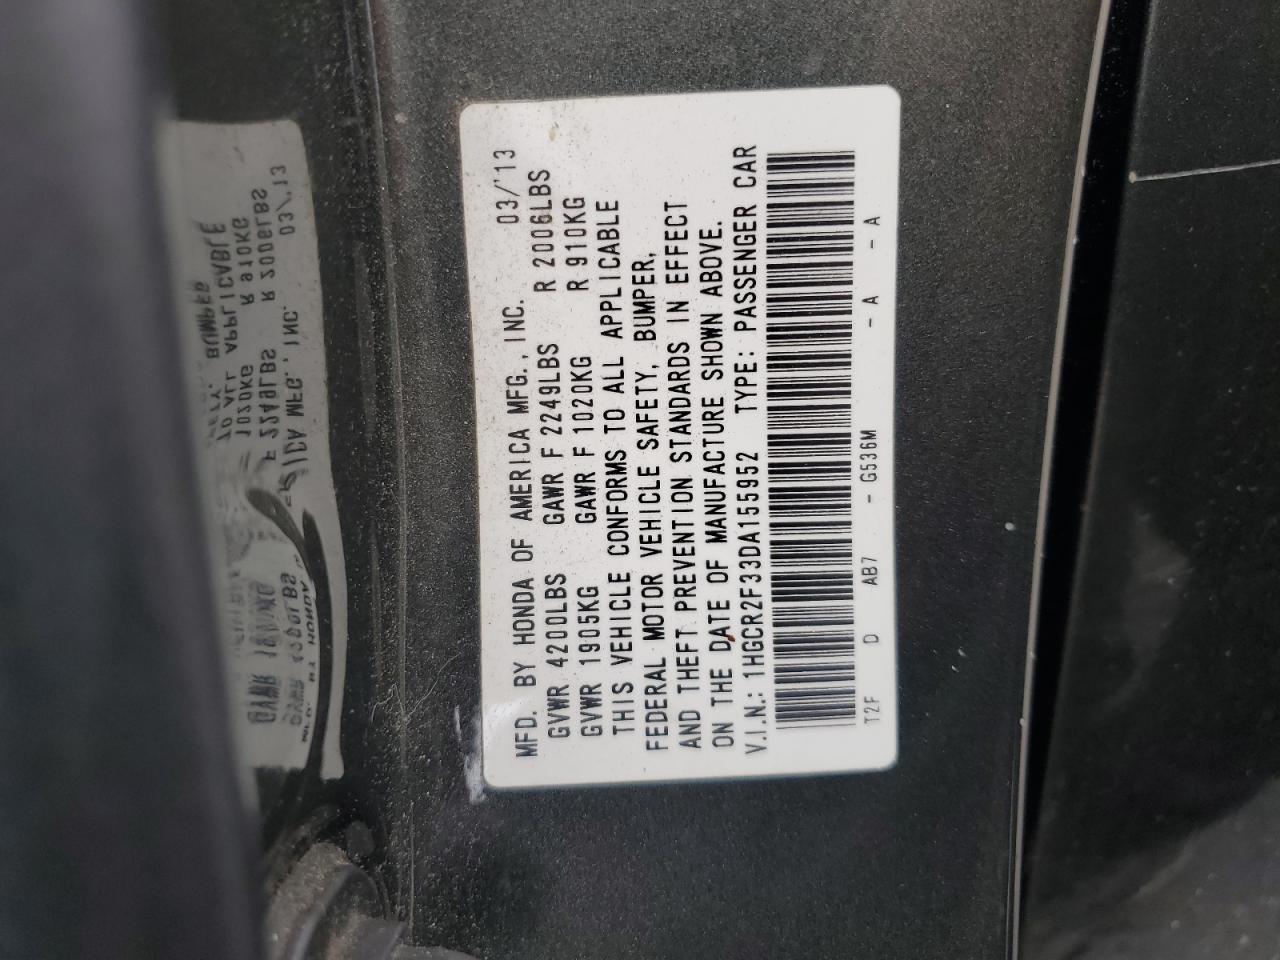 MFD. BY HONDA OF AMERICA MFG., INC. 03/'13
GVWR 4200LBS GAWR F 2249LBS R 2006LBS
GVWR 1905KG GAWR F 1020KG R 910KG
THIS VEHICLE CONFORMS TO ALL APPLICABLE
FEDERAL MOTOR VEHICLE SAFETY, BUMPER,
AND THEFT PREVENTION STANDARDS IN EFFECT
ON THE DATE OF MANUFACTURE SHOWN ABOVE.
V.I.N.: 1HGCR2F33DA155952 TYPE: PASSENGER CAR
T2F D AB7 - G536M - A - A